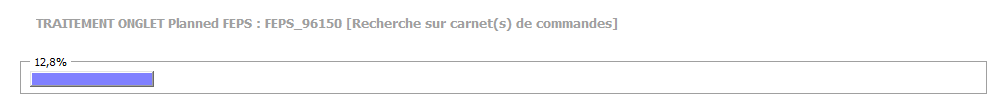 TRAITEMENT ONGLET Planned FEPS : FEPS_96150 [Recherche sur carnet(s) de commandes]
12,8%